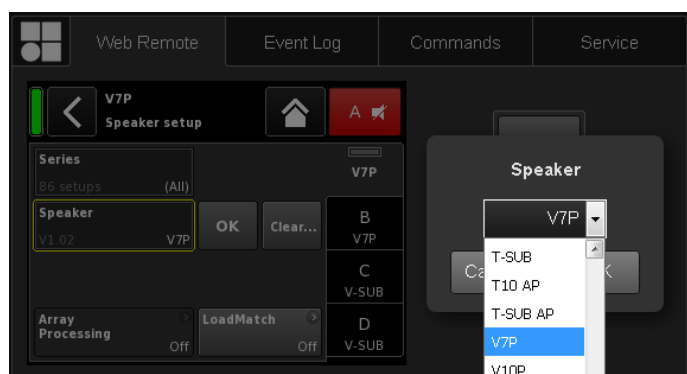 Web Remote
Event Log
Commands
Service
V7P
Speaker setup
A
Series
86 setups (All)
V7P
Speaker
V1.02 V7P
OK
Clear...
B
V7P
C
V-SUB
Array
Processing
Off
LoadMatch
Off
D
V-SUB
Speaker
V7P
T-SUB
T10 AP
T-SUB AP
V7P
V10P